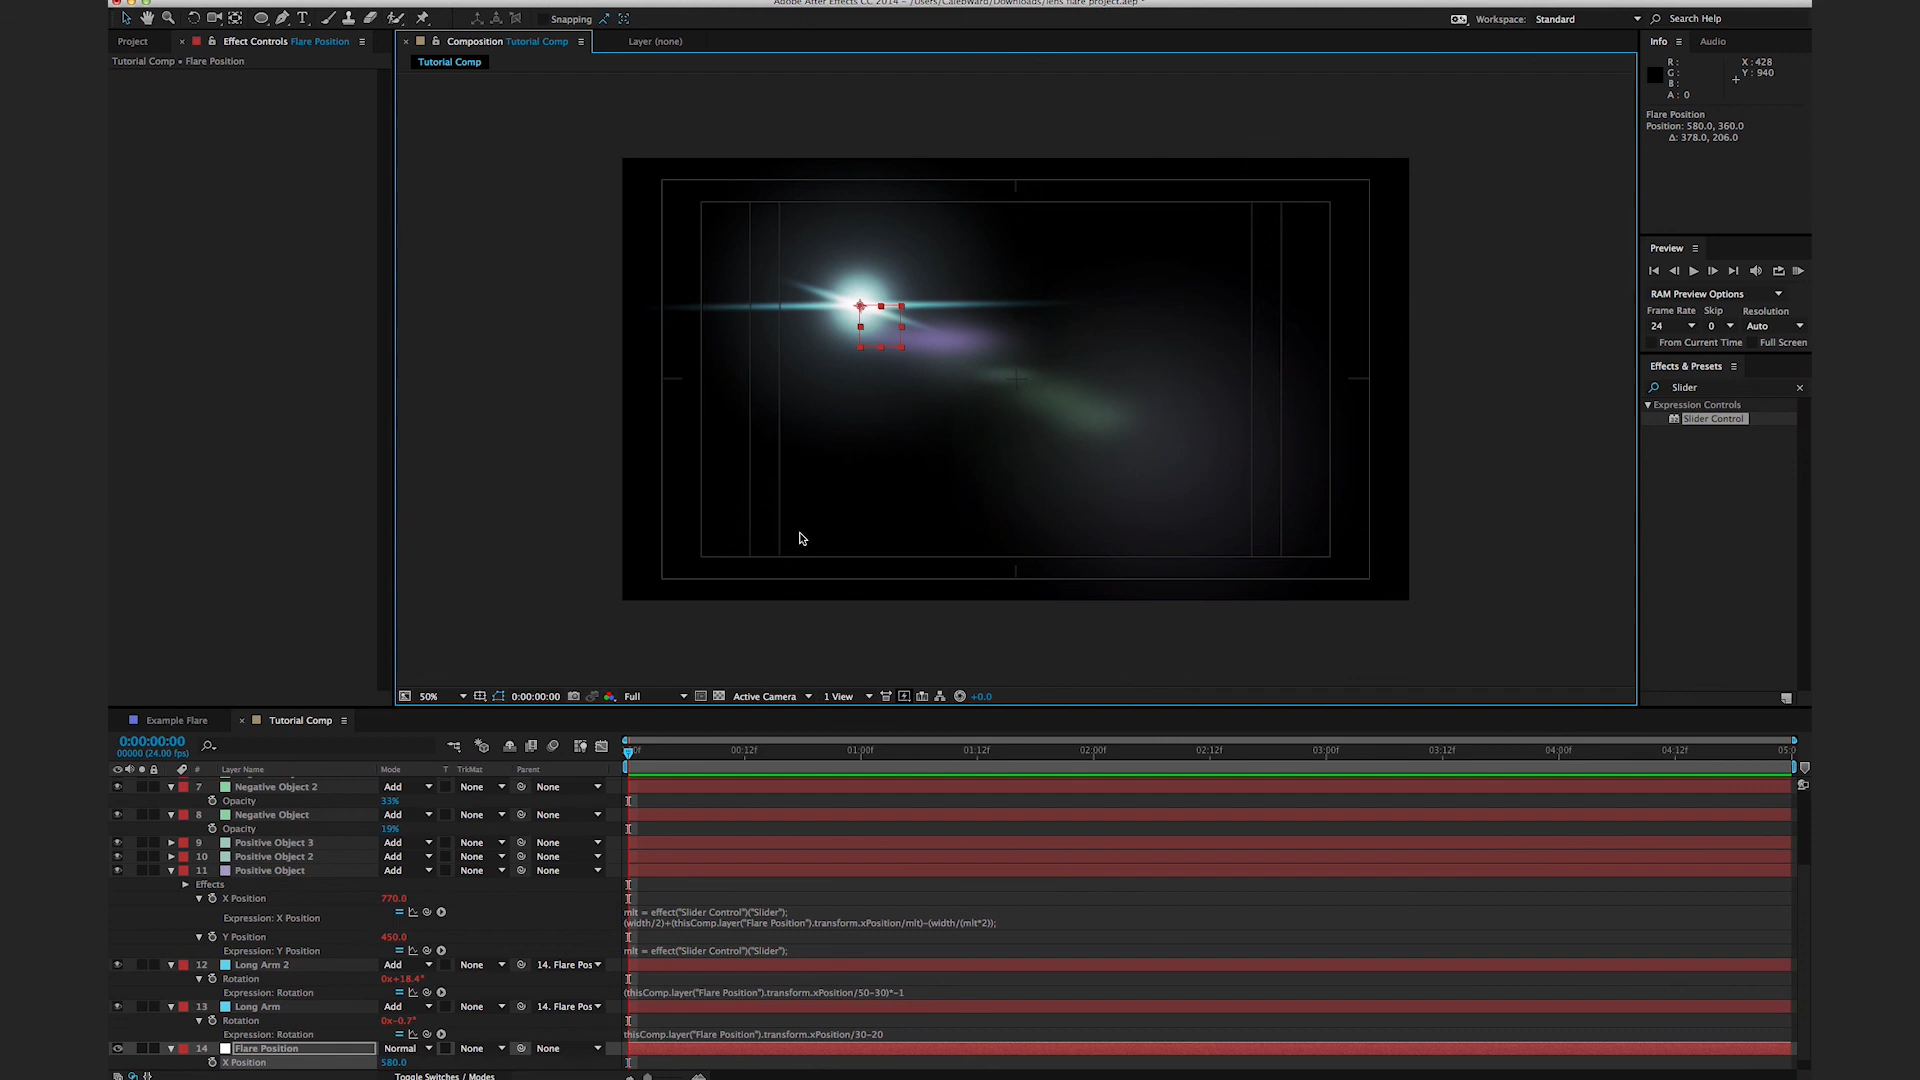 Adobe After Effects CC 2014 - /Users/CalebWard/Downloads/lens flare project.aep *
Snapping
Workspace: Standard
Search Help
Project
Effect Controls Flare Position
Composition Tutorial Comp
Layer (none)
Info
Audio
Tutorial Comp • Flare Position
Tutorial Comp
R :
G :
B :
A : 0
X : 428
Y : 940
Flare Position
Position: 580.0, 360.0
Δ: 378.0, 206.0
Preview
RAM Preview Options
Frame Rate Skip Resolution
24 0 Auto
From Current Time Full Screen
Effects & Presets
Slider
Expression Controls
Slider Control
50%
0:00:00:00
Full
Active Camera
1 View
+0.0
Example Flare
Tutorial Comp
0:00:00:00
00000 (24.00 fps)
00:12f 01:00f 01:12f 02:00f 02:12f 03:00f 03:12f 04:00f 04:12f
# Layer Name Mode T TrkMat Parent
7 Negative Object 2 Add None None
Opacity 33%
8 Negative Object Add None None
Opacity 19%
9 Positive Object 3 Add None None
10 Positive Object 2 Add None None
11 Positive Object Add None None
Effects
X Position 770.0
Expression: X Position
mlt = effect("Slider Control")("Slider");
(width/2)+(thisComp.layer("Flare Position").transform.xPosition/mlt)-(width/(mlt*2));
Y Position 450.0
Expression: Y Position
mlt = effect("Slider Control")("Slider");
12 Long Arm 2 Add None 14. Flare Pos
Rotation 0x+18.4°
Expression: Rotation
(thisComp.layer("Flare Position").transform.xPosition/50-30)*-1
13 Long Arm Add None 14. Flare Pos
Rotation 0x-0.7°
Expression: Rotation
thisComp.layer("Flare Position").transform.xPosition/30-20
14 Flare Position Normal None
X Position 580.0
Toggle Switches / Modes